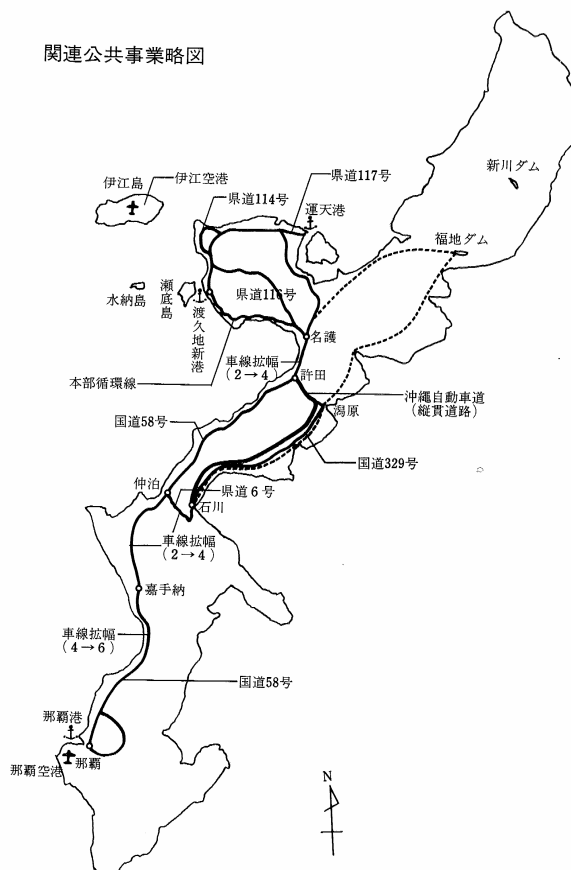 関連公共事業略図
新川ダム
伊江空港
県道117号
伊江島
県道114号
運天港
福地ダム
瀬底島
水納島
県道116号
渡久地新港
名護
車線拡幅
(2→4)
本部循環線
許田
沖縄自動車道
(縦貫道路)
潟原
国道58号
国道329号
仲泊
県道6号
石川
車線拡幅
(2→4)
嘉手納
車線拡幅
(4→6)
国道58号
那覇港
那覇
那覇空港
N